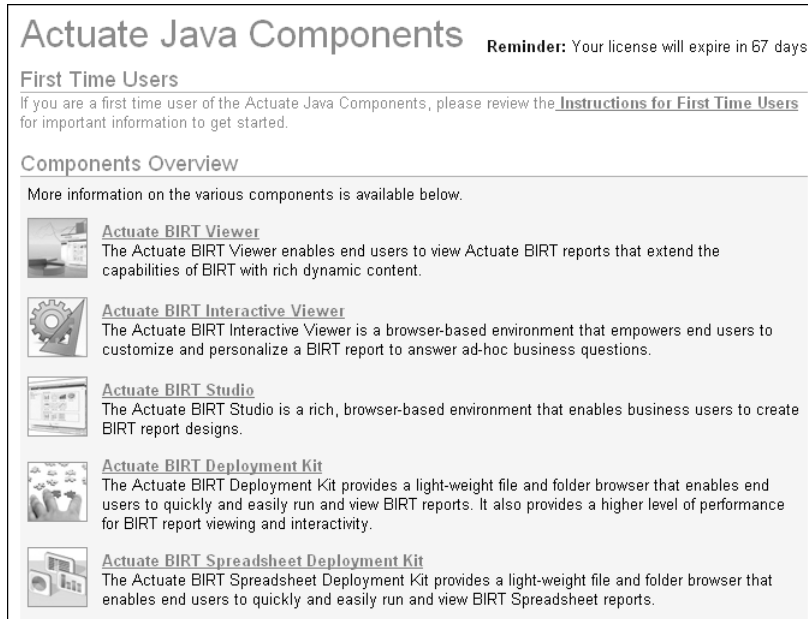 Actuate Java Components
Reminder: Your license will expire in 67 days
First Time Users
If you are a first time user of the Actuate Java Components, please review the Instructions for First Time Users
for important information to get started.
Components Overview
More information on the various components is available below.
Actuate BIRT Viewer
The Actuate BIRT Viewer enables end users to view Actuate BIRT reports that extend the
capabilities of BIRT with rich dynamic content.
Actuate BIRT Interactive Viewer
The Actuate BIRT Interactive Viewer is a browser-based environment that empowers end users to
customize and personalize a BIRT report to answer ad-hoc business questions.
Actuate BIRT Studio
The Actuate BIRT Studio is a rich, browser-based environment that enables business users to create
BIRT report designs.
Actuate BIRT Deployment Kit
The Actuate BIRT Deployment Kit provides a light-weight file and folder browser that enables end
users to quickly and easily run and view BIRT reports. It also provides a higher level of performance
for BIRT report viewing and interactivity.
Actuate BIRT Spreadsheet Deployment Kit
The Actuate BIRT Spreadsheet Deployment Kit provides a light-weight file and folder browser that
enables end users to quickly and easily run and view BIRT Spreadsheet reports.